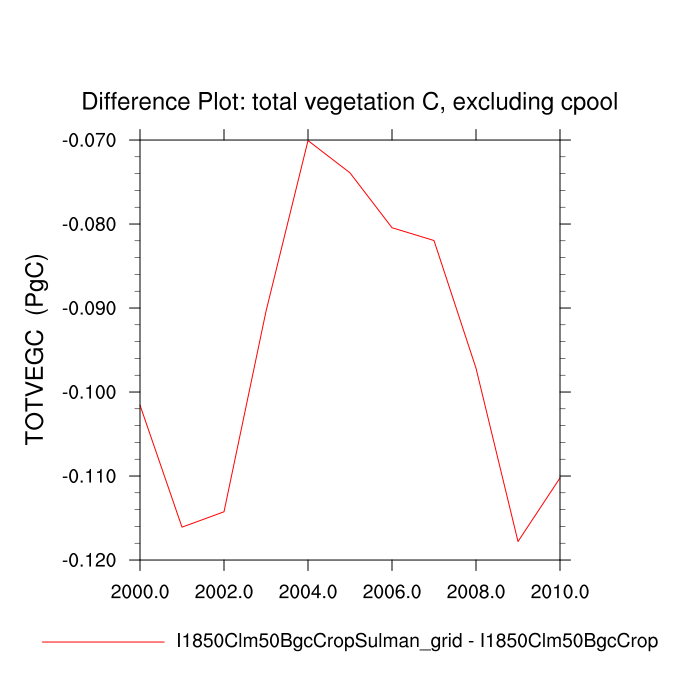 Difference Plot: total vegetation C, excluding cpool
TOTVEGC (PgC)
-0.070
-0.080
-0.090
-0.100
-0.110
-0.120
2000.0 2002.0 2004.0 2006.0 2008.0 2010.0
I1850Clm50BgcCropSulman_grid - I1850Clm50BgcCrop